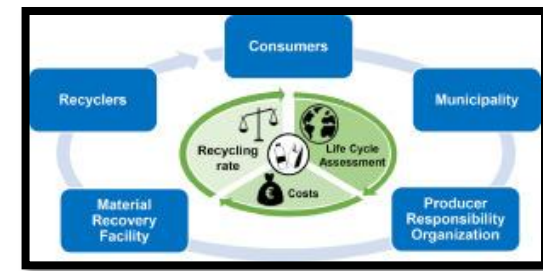 Consumers
Recyclers
Municipality
Recycling
rate
Life Cycle
Assessment
€
Costs
Material
Recovery
Facility
Producer
Responsibility
Organization